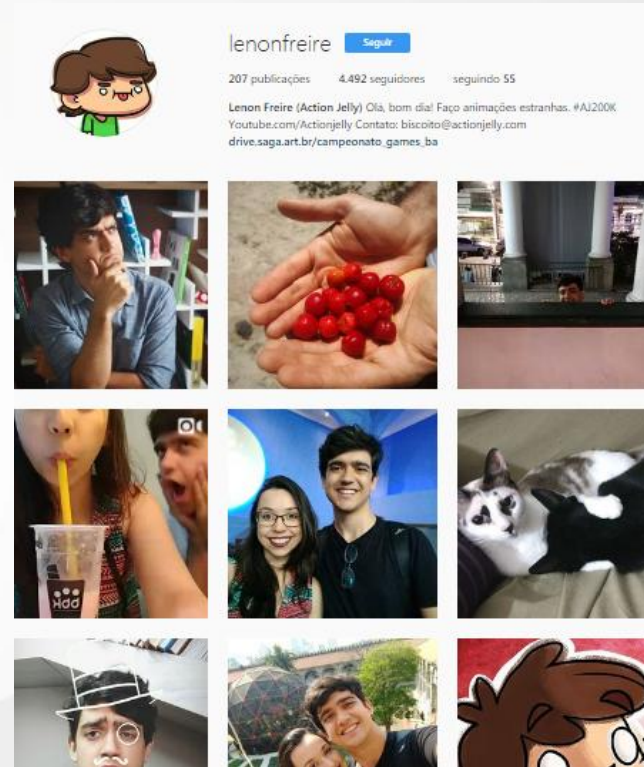 lenonfreire Seguir
207 publicações 4.492 seguidores seguindo 55
Lenon Freire (Action Jelly) Olá, bom dia! Faço animações estranhas. #AJ200K
Youtube.com/Actionjelly Contato: biscoito@actionjelly.com
drive.saga.art.br/campeonato_games_ba